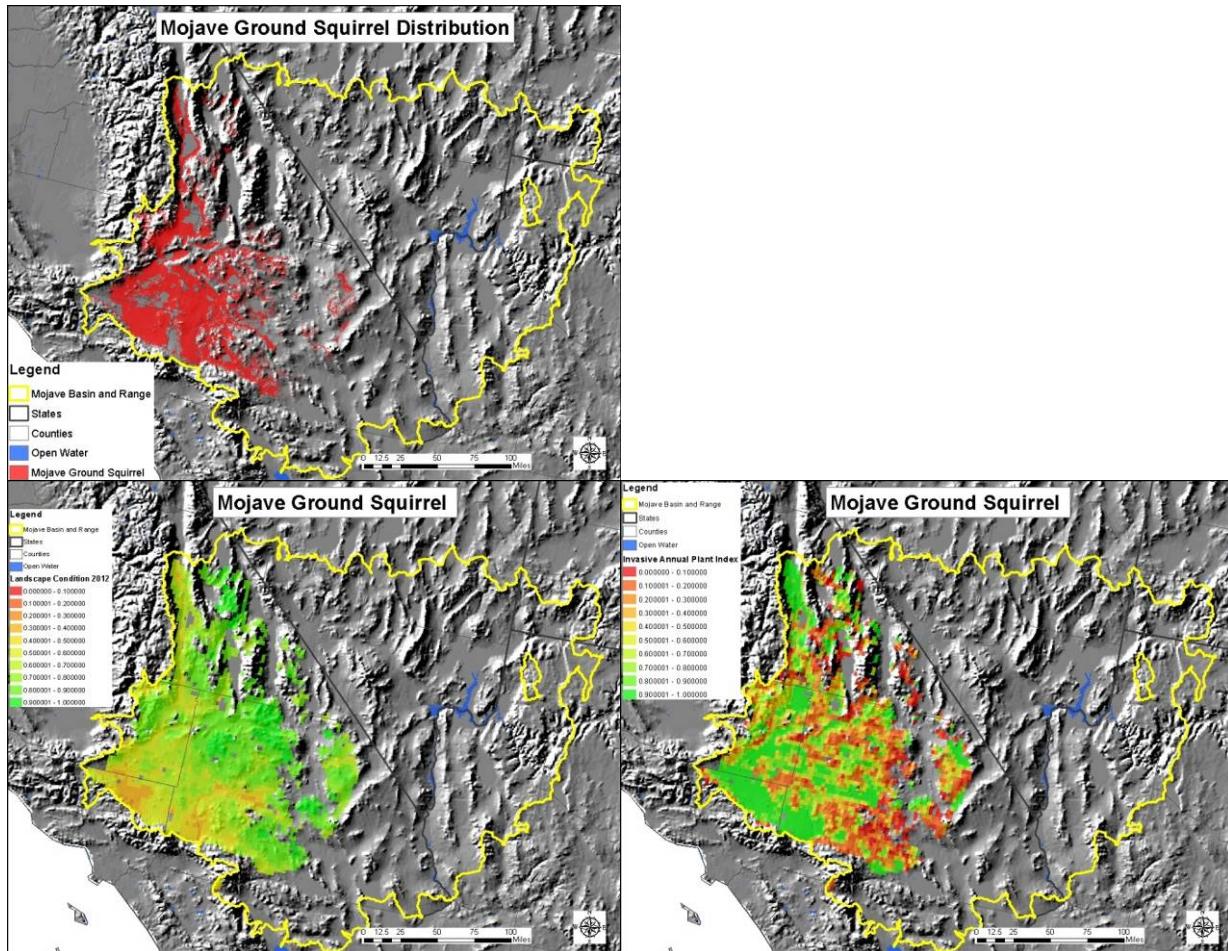 Mojave Ground Squirrel Distribution
Legend
Mojave Basin and Range
States
Counties
Open Water
Mojave Ground Squirrel
0 12.5 25 50 75 100
Miles
Mojave Ground Squirrel
Legend
Mojave Basin and Range
States
Counties
Open Water
Landscape Condition 2012
0.000000 - 0.100000
0.100001 - 0.200000
0.200001 - 0.300000
0.300001 - 0.400000
0.400001 - 0.500000
0.500001 - 0.600000
0.600001 - 0.700000
0.700001 - 0.800000
0.800001 - 0.900000
0.900001 - 1.000000
0 12.5 25 50 75 100
Miles
Mojave Ground Squirrel
Legend
Mojave Basin and Range
States
Counties
Open Water
Invasive Annual Plant Index
0.000000 - 0.100000
0.100001 - 0.200000
0.200001 - 0.300000
0.300001 - 0.400000
0.400001 - 0.500000
0.500001 - 0.600000
0.600001 - 0.700000
0.700001 - 0.800000
0.800001 - 0.900000
0.900001 - 1.000000
0 12.5 25 50 75 100
Miles